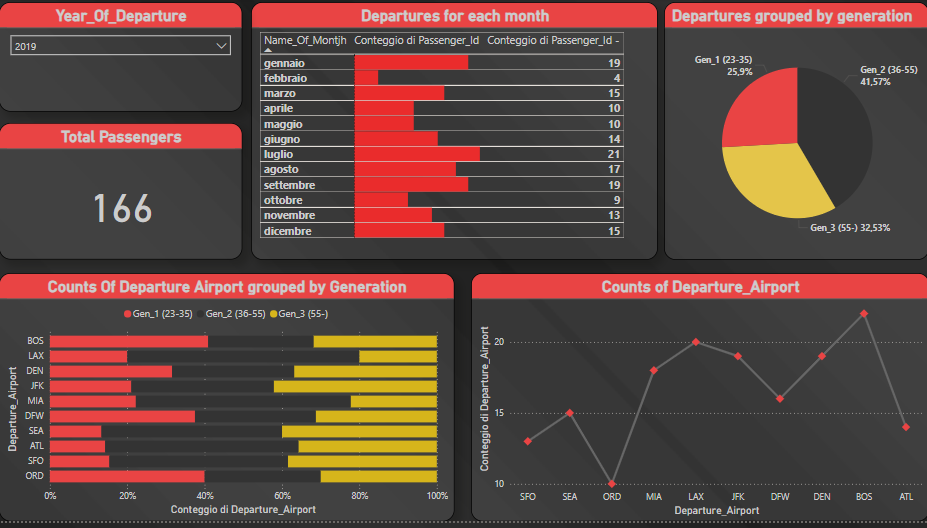 Year_Of_Departure
2019
Total Passengers
166
Departures for each month
Name_Of_Montjh Conteggio di Passenger_Id Conteggio di Passenger_Id -
gennaio 19
febbraio 4
marzo 15
aprile 10
maggio 10
giugno 14
luglio 21
agosto 17
settembre 19
ottobre 9
novembre 13
dicembre 15
Departures grouped by generation
Gen_1 (23-35)
25,9%
Gen_2 (36-55)
41,57%
Gen_3 (55-) 32,53%
Counts Of Departure Airport grouped by Generation
Gen_1 (23-35) Gen_2 (36-55) Gen_3 (55-)
Departure_Airport
BOS
LAX
DEN
JFK
MIA
DFW
SEA
ATL
SFO
ORD
0% 20% 40% 60% 80% 100%
Conteggio di Departure_Airport
Counts of Departure_Airport
Conteggio di Departure_Airport
20
15
10
SFO SEA ORD MIA LAX JFK DFW DEN BOS ATL
Departure_Airport